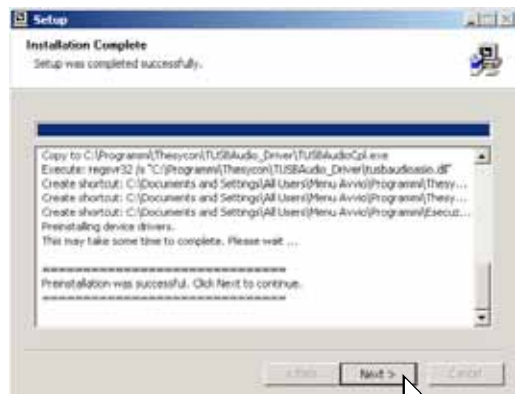 Setup
Installation Complete
Setup was completed successfully.
Copy to C:\Programmi\Thesycon\TUSBAudio_Driver\TUSBAudioCpl.exe
Execute: regsvr32 /s "C:\Programmi\Thesycon\TUSBAudio_Driver\tusbaudioasio.dll"
Create shortcut: C:\Documents and Settings\All Users\Menu Avvio\Programmi\Thesy...
Create shortcut: C:\Documents and Settings\All Users\Menu Avvio\Programmi\Thesy...
Create shortcut: C:\Documents and Settings\All Users\Menu Avvio\Programmi\Esecuz...
Preinstalling device drivers.
This may take some time to complete. Please wait ...
==============================
Preinstallation was successful. Click Next to continue.
==============================
< Back Next > Cancel